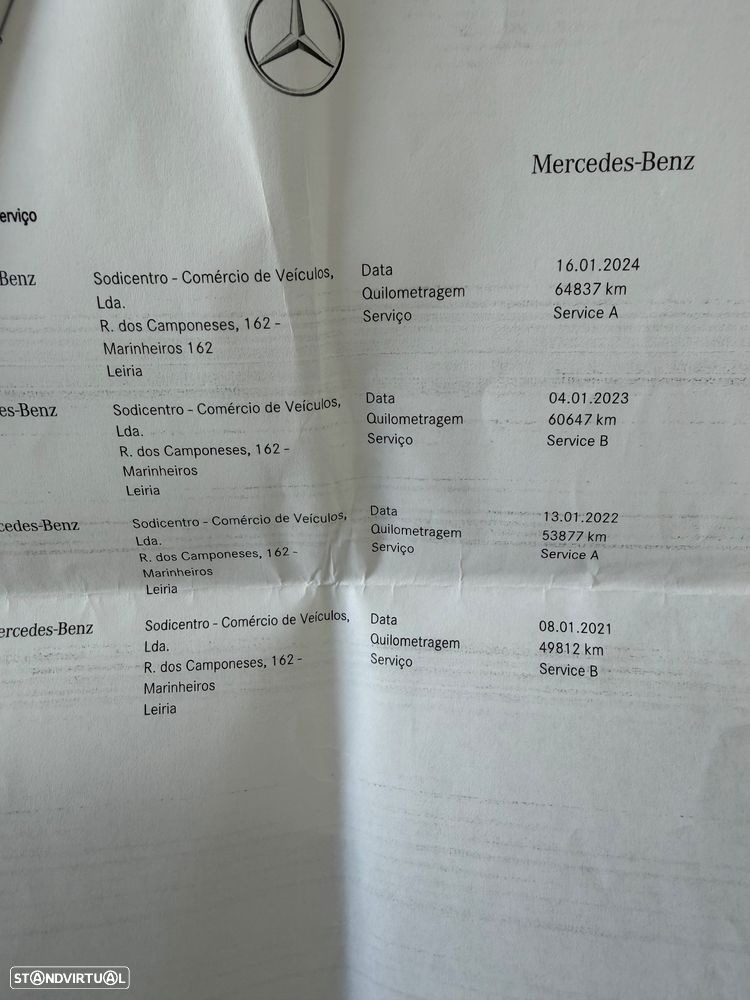 Mercedes-Benz
erviço
Benz
Sodicentro - Comércio de Veículos,
Lda.
R. dos Camponeses, 162 -
Marinheiros 162
Leiria
Data 16.01.2024
Quilometragem 64837 km
Serviço Service A
es-Benz
Sodicentro - Comércio de Veículos,
Lda.
R. dos Camponeses, 162 -
Marinheiros
Leiria
Data 04.01.2023
Quilometragem 60647 km
Serviço Service B
cedes-Benz
Sodicentro - Comércio de Veículos,
Lda.
R. dos Camponeses, 162 -
Marinheiros
Leiria
Data 13.01.2022
Quilometragem 53877 km
Serviço Service A
ercedes-Benz
Sodicentro - Comércio de Veículos,
Lda.
R. dos Camponeses, 162 -
Marinheiros
Leiria
Data 08.01.2021
Quilometragem 49812 km
Serviço Service B
STANDVIRTUAL